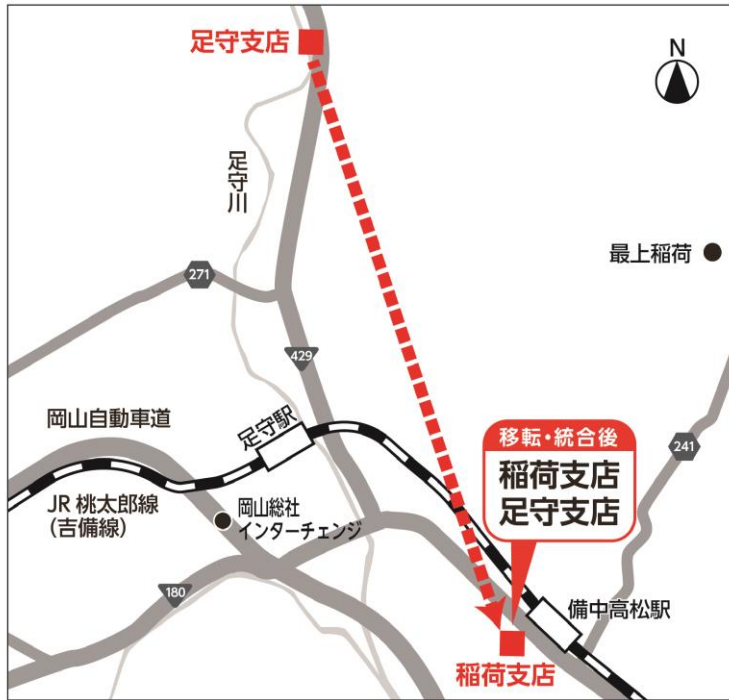 足守支店
N
足守川
最上稲荷
271
429
岡山自動車道
足守駅
移転・統合後
稲荷支店
足守支店
241
JR 桃太郎線
(吉備線)
岡山総社
インターチェンジ
180
備中高松駅
稲荷支店